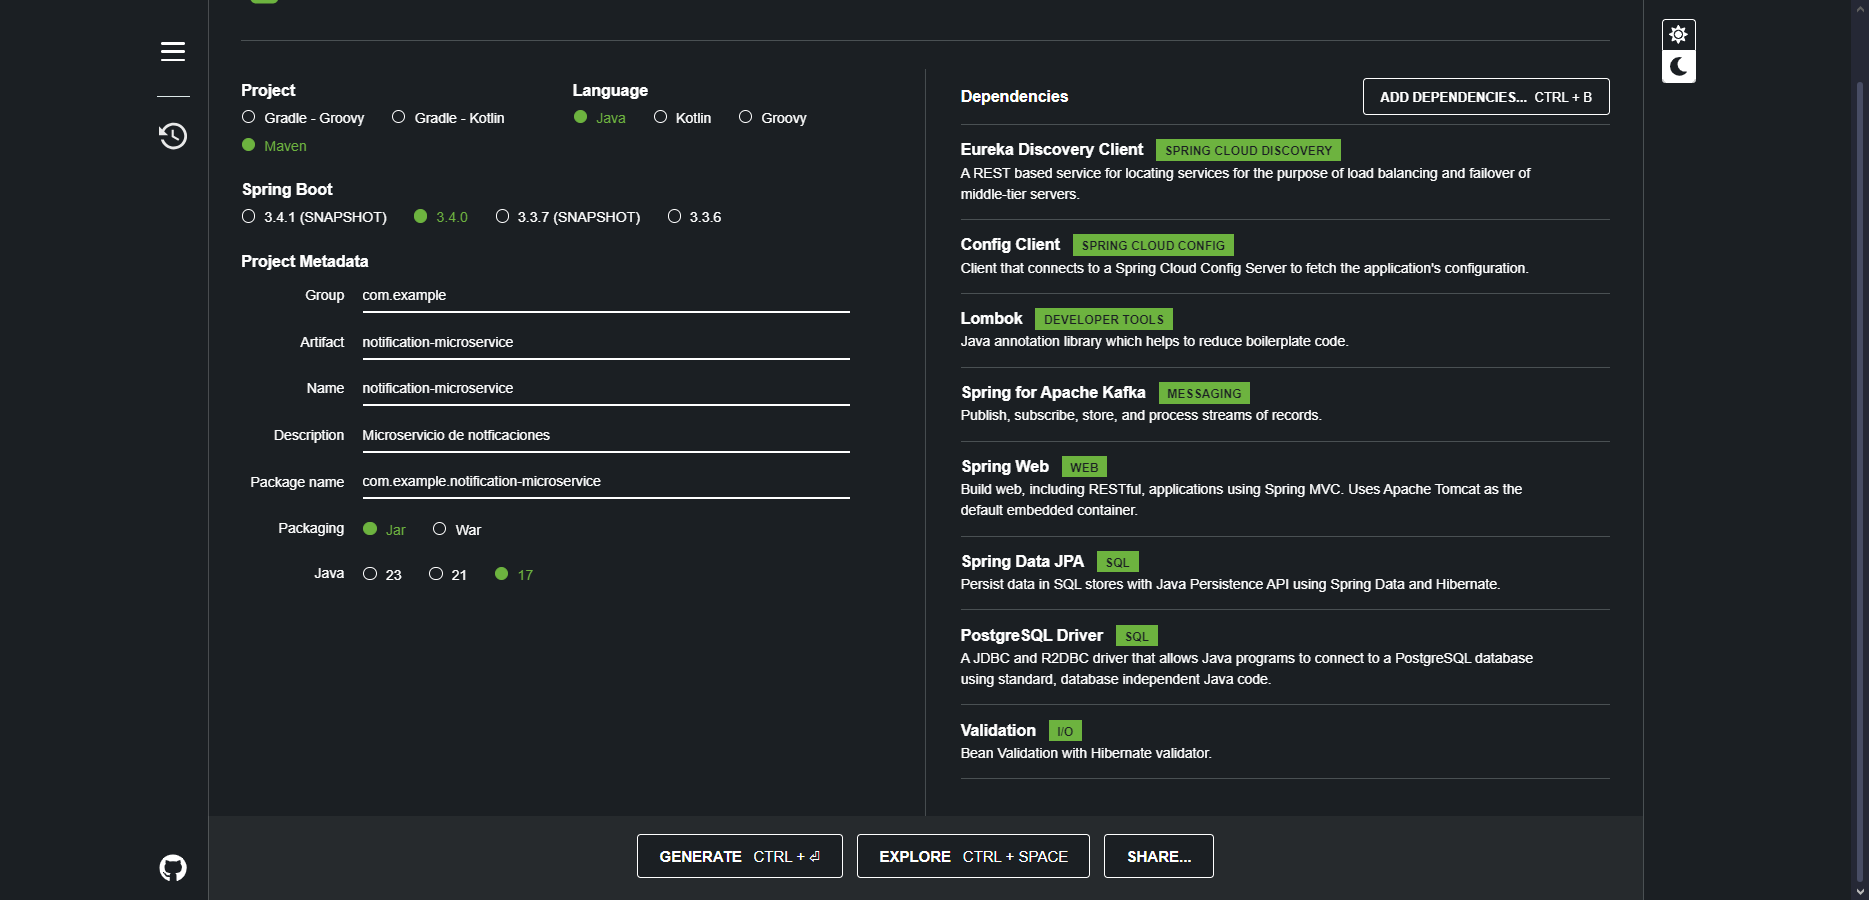 Project
Gradle - Groovy Gradle - Kotlin
Maven
Language
Java Kotlin Groovy
Spring Boot
3.4.1 (SNAPSHOT) 3.4.0 3.3.7 (SNAPSHOT) 3.3.6
Project Metadata
Group com.example
Artifact notification-microservice
Name notification-microservice
Description Microservicio de notficaciones
Package name com.example.notification-microservice
Packaging Jar War
Java 23 21 17
Dependencies ADD DEPENDENCIES... CTRL + B
Eureka Discovery Client SPRING CLOUD DISCOVERY
A REST based service for locating services for the purpose of load balancing and failover of
middle-tier servers.
Config Client SPRING CLOUD CONFIG
Client that connects to a Spring Cloud Config Server to fetch the application's configuration.
Lombok DEVELOPER TOOLS
Java annotation library which helps to reduce boilerplate code.
Spring for Apache Kafka MESSAGING
Publish, subscribe, store, and process streams of records.
Spring Web WEB
Build web, including RESTful, applications using Spring MVC. Uses Apache Tomcat as the
default embedded container.
Spring Data JPA SQL
Persist data in SQL stores with Java Persistence API using Spring Data and Hibernate.
PostgreSQL Driver SQL
A JDBC and R2DBC driver that allows Java programs to connect to a PostgreSQL database
using standard, database independent Java code.
Validation I/O
Bean Validation with Hibernate validator.
GENERATE CTRL + ⏎ EXPLORE CTRL + SPACE SHARE...